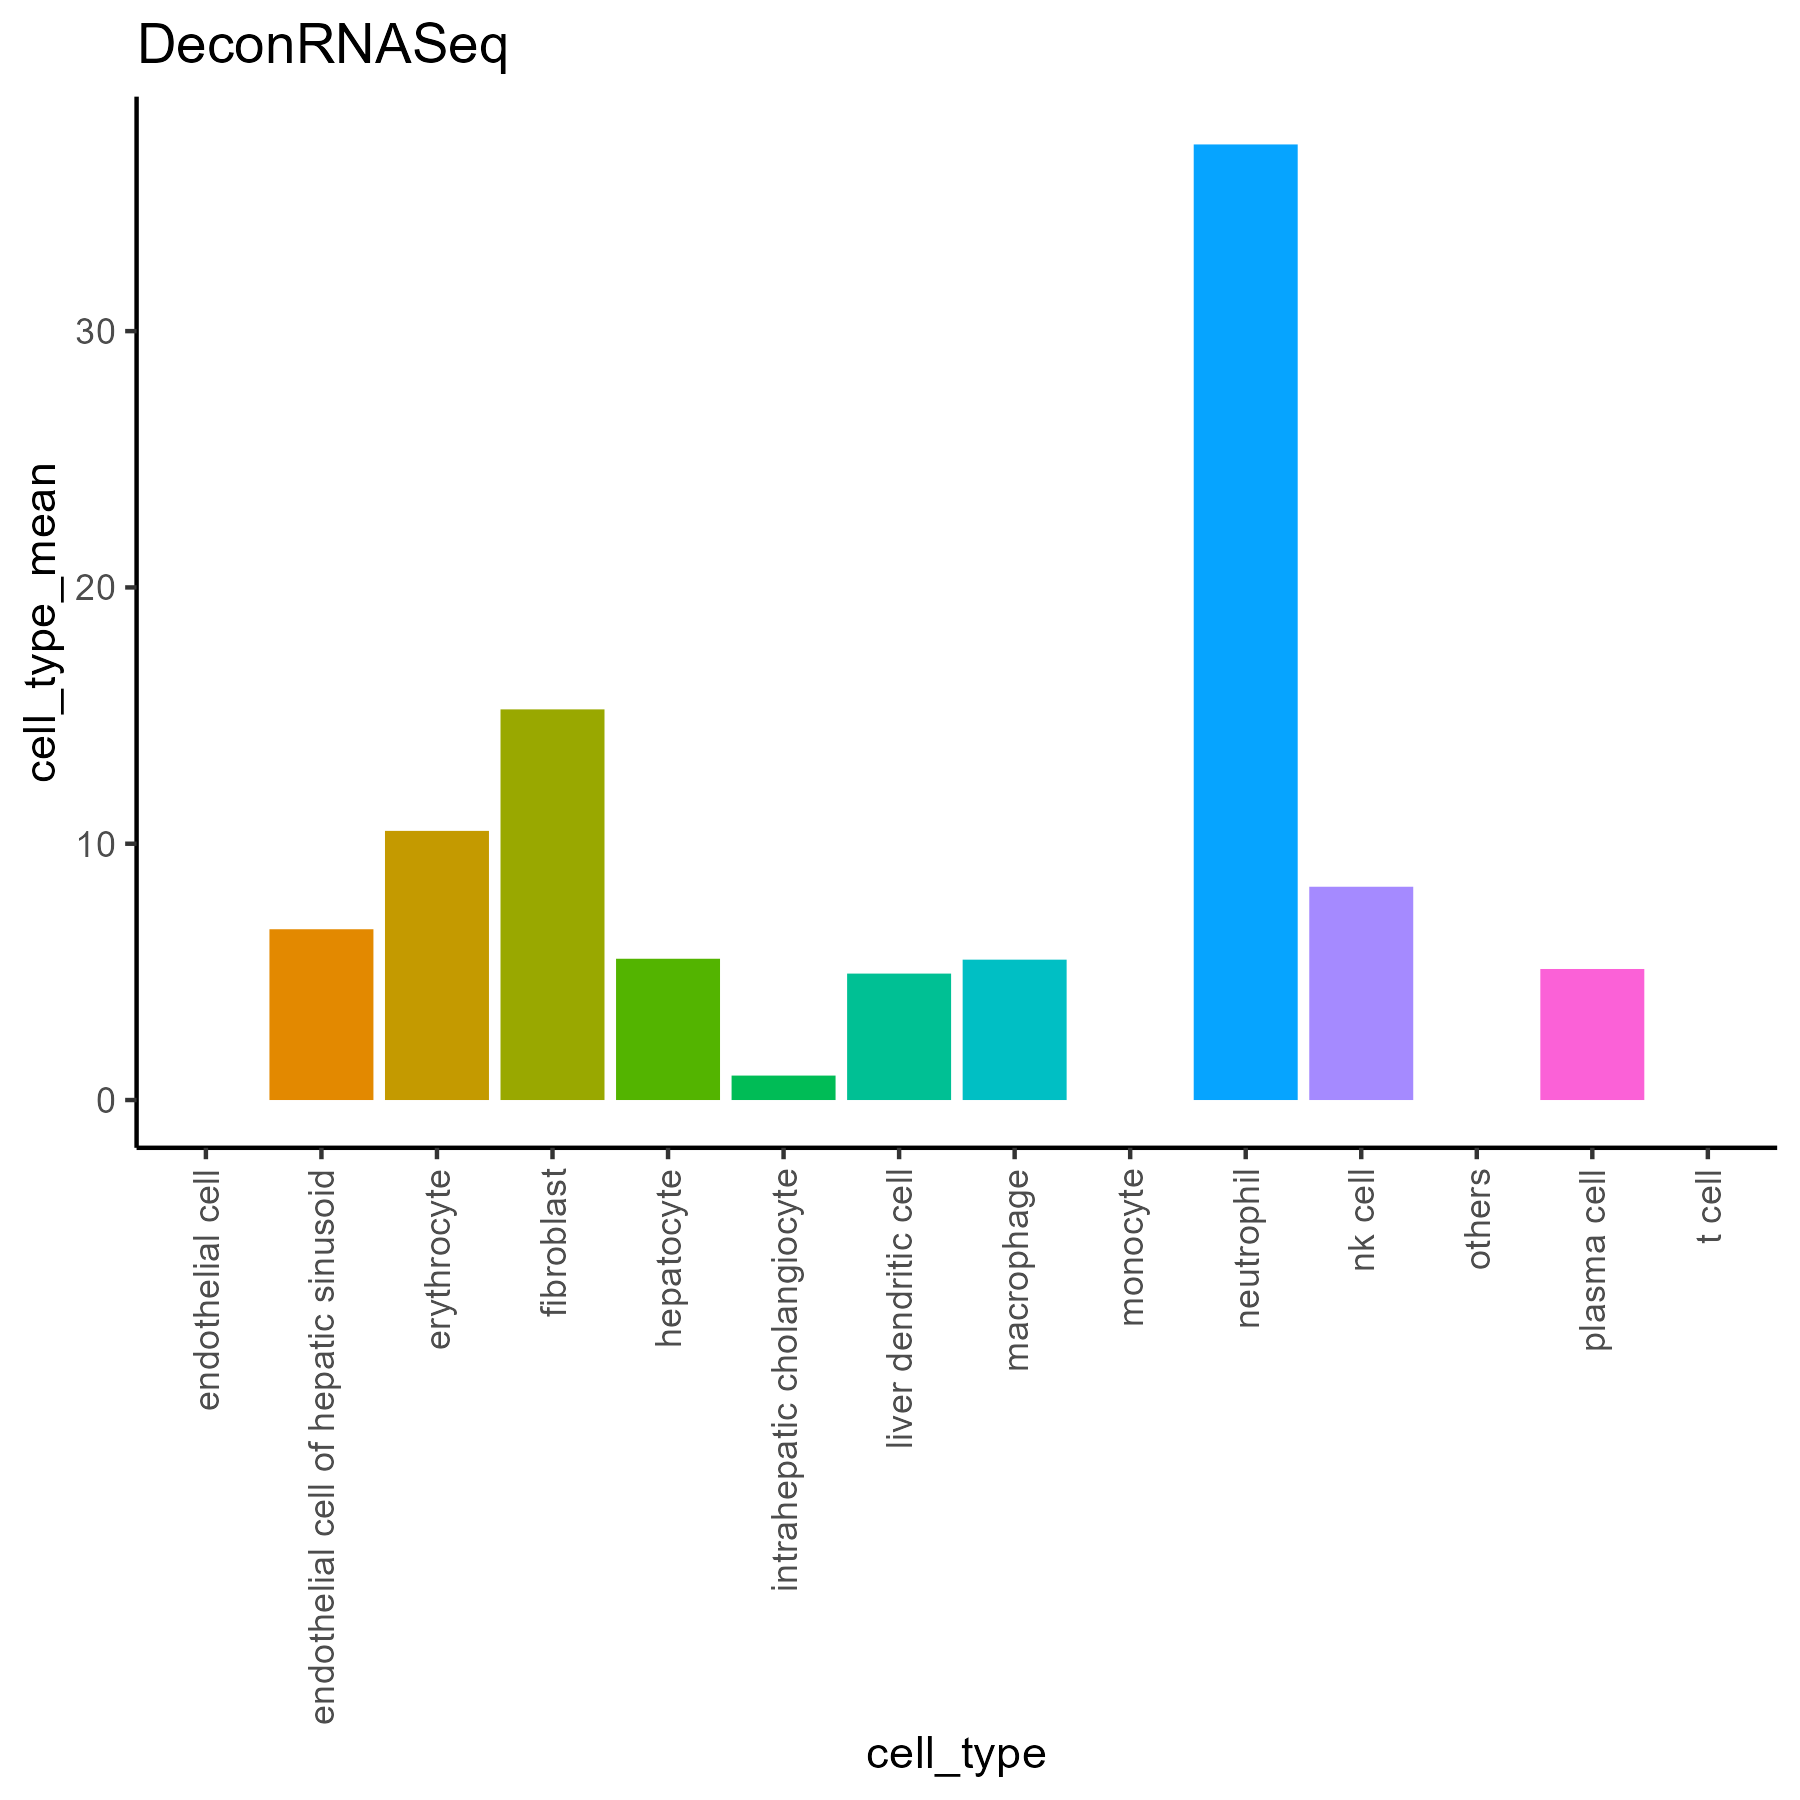 DeconRNASeq
cell_type_mean
30
20
10
0
endothelial cell
endothelial cell of hepatic sinusoid
erythrocyte
fibroblast
hepatocyte
intrahepatic cholangiocyte
liver dendritic cell
macrophage
monocyte
neutrophil
nk cell
others
plasma cell
t cell
cell_type